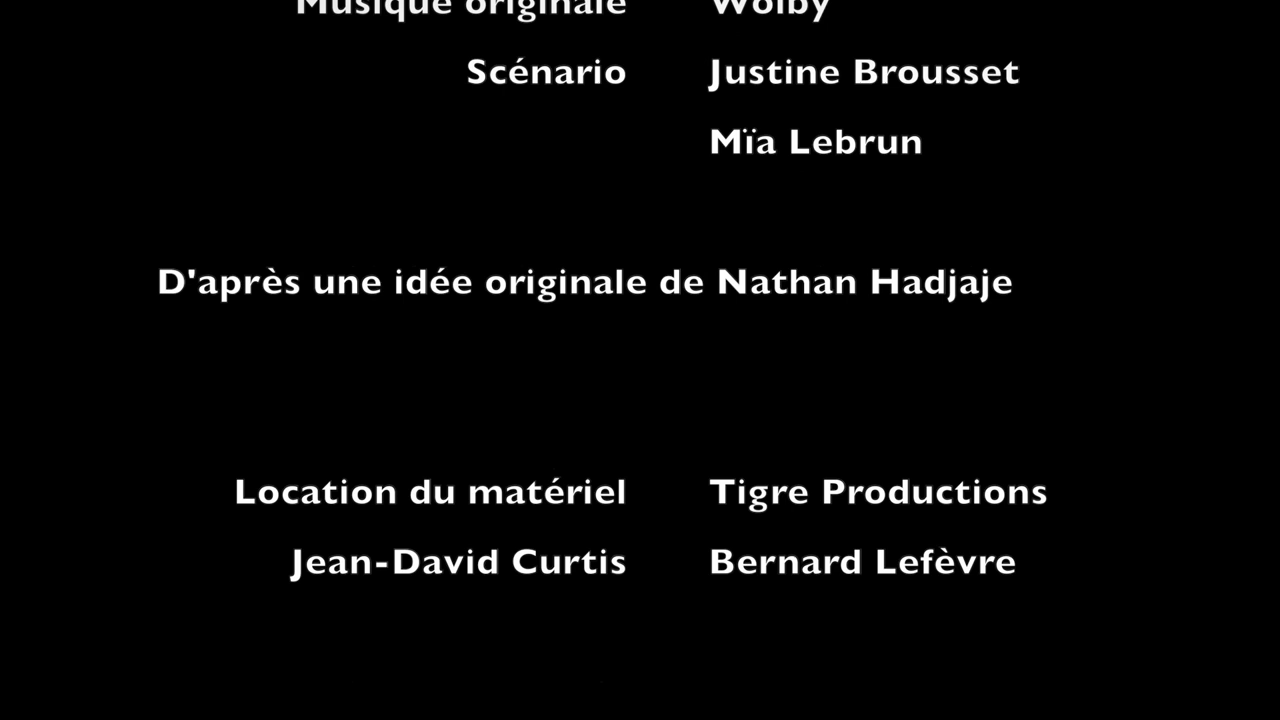 Musique originale Wolby
Scénario Justine Brousset
Mïa Lebrun
D'après une idée originale de Nathan Hadjaje
Location du matériel Tigre Productions
Jean-David Curtis Bernard Lefèvre